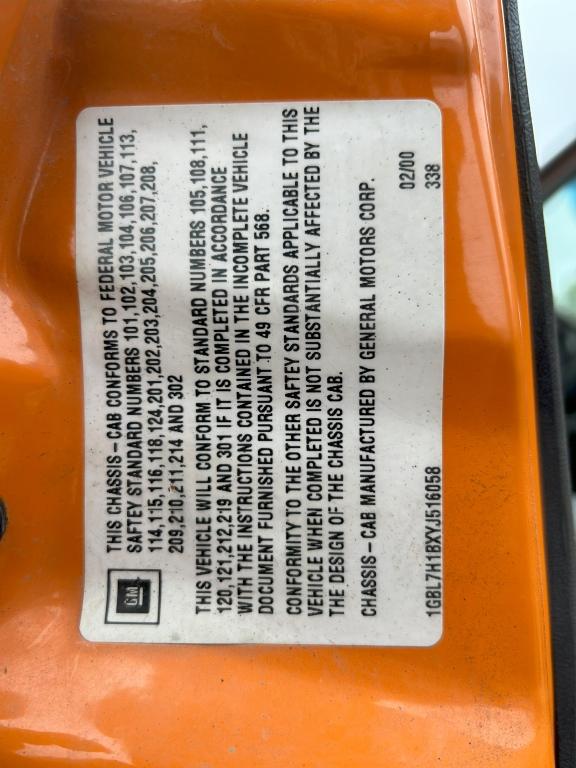 GM
THIS CHASSIS-CAB CONFORMS TO FEDERAL MOTOR VEHICLE
SAFTEY STANDARD NUMBERS 101,102,103,104,106,107,113,
114,115,116,118,124,201,202,203,204,205,206,207,208,
209,210,211,214 AND 302
THIS VEHICLE WILL CONFORM TO STANDARD NUMBERS 105,108,111,
120,121,212,219 AND 301 IF IT IS COMPLETED IN ACCORDANCE
WITH THE INSTRUCTIONS CONTAINED IN THE INCOMPLETE VEHICLE
DOCUMENT FURNISHED PURSUANT TO 49 CFR PART 568.
CONFORMITY TO THE OTHER SAFTEY STANDARDS APPLICABLE TO THIS
VEHICLE WHEN COMPLETED IS NOT SUBSTANTIALLY AFFECTED BY THE
THE DESIGN OF THE CHASSIS CAB.
CHASSIS-CAB MANUFACTURED BY GENERAL MOTORS CORP.
02/00
1GBL7H1BXYJ516058 338